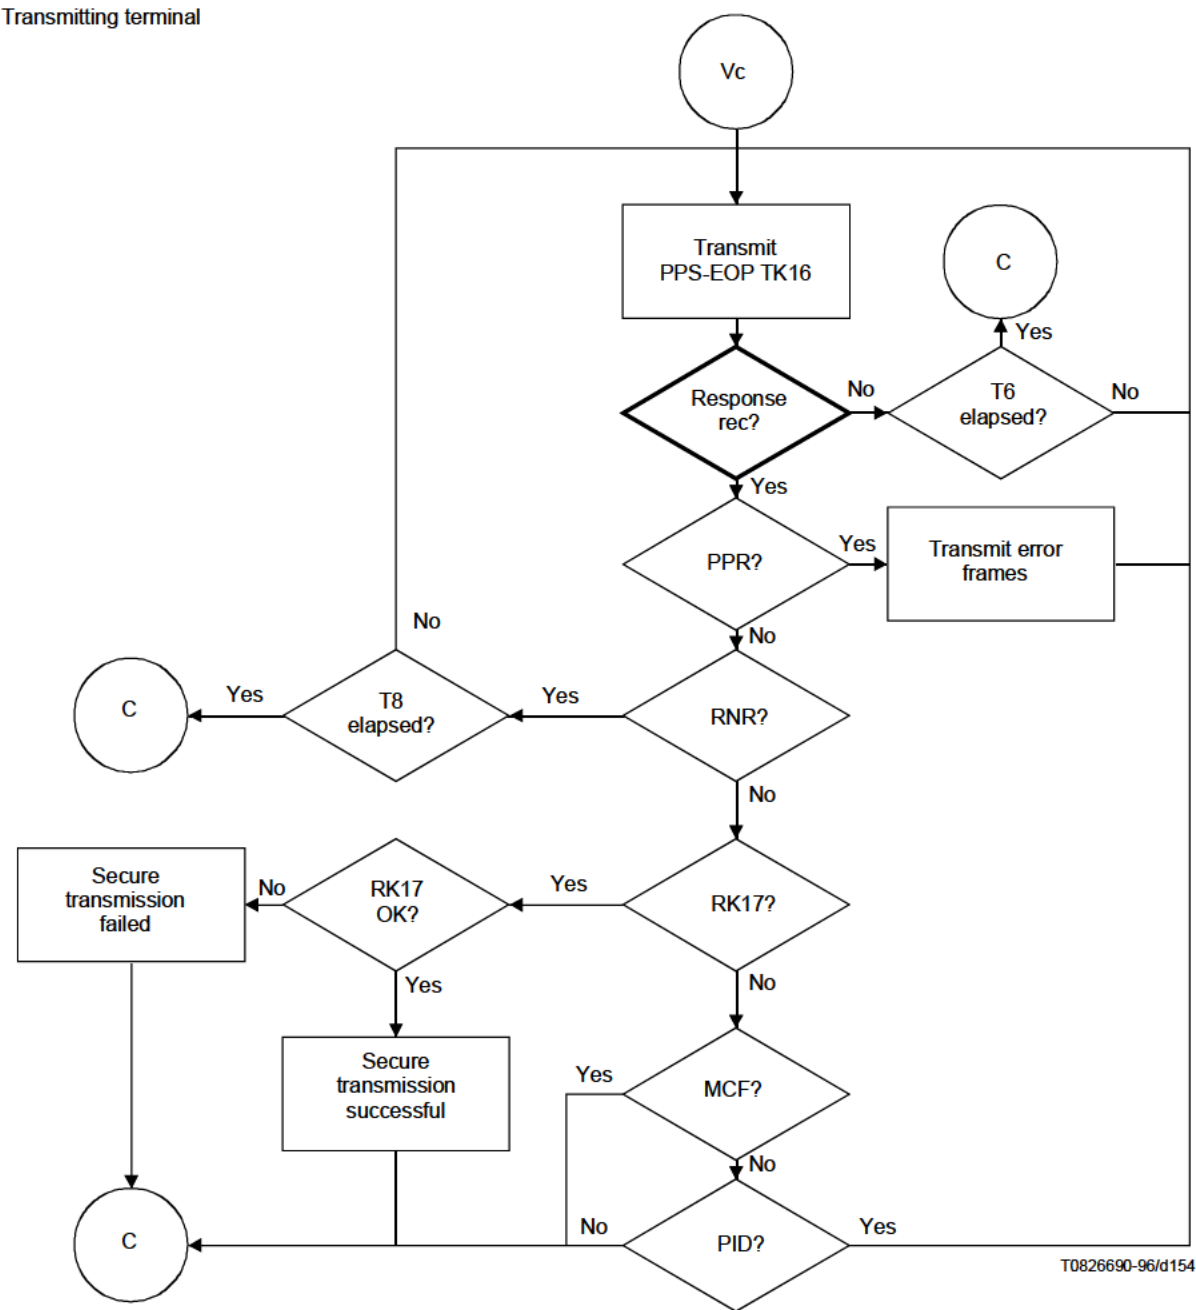 Transmitting terminal
Vc
Transmit
PPS-EOP TK16
C
Yes
Response
rec?
No
T6
elapsed?
No
Yes
PPR?
Yes
Transmit error
frames
No
No
C
Yes
T8
elapsed?
Yes
RNR?
No
Secure
transmission
failed
No
RK17
OK?
Yes
RK17?
Yes
No
Secure
transmission
successful
Yes
MCF?
No
C
No
PID?
Yes
T0826690-96/d154